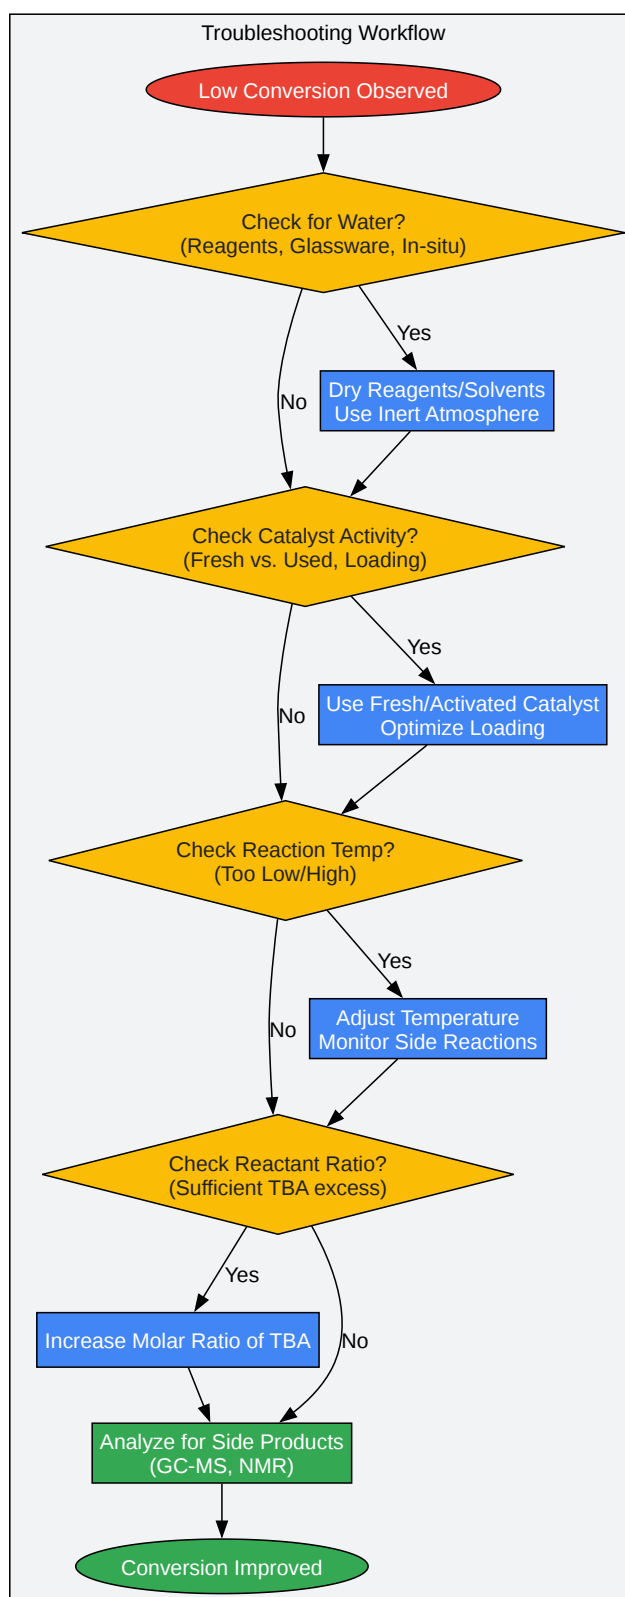 Troubleshooting Workflow
Low Conversion Observed
Check for Water?
(Reagents, Glassware, In-situ)
Yes
No
Dry Reagents/Solvents
Use Inert Atmosphere
Check Catalyst Activity?
(Fresh vs. Used, Loading)
Yes
No
Use Fresh/Activated Catalyst
Optimize Loading
Check Reaction Temp?
(Too Low/High)
Yes
No
Adjust Temperature
Monitor Side Reactions
Check Reactant Ratio?
(Sufficient TBA excess)
Yes
No
Increase Molar Ratio of TBA
Analyze for Side Products
(GC-MS, NMR)
Conversion Improved